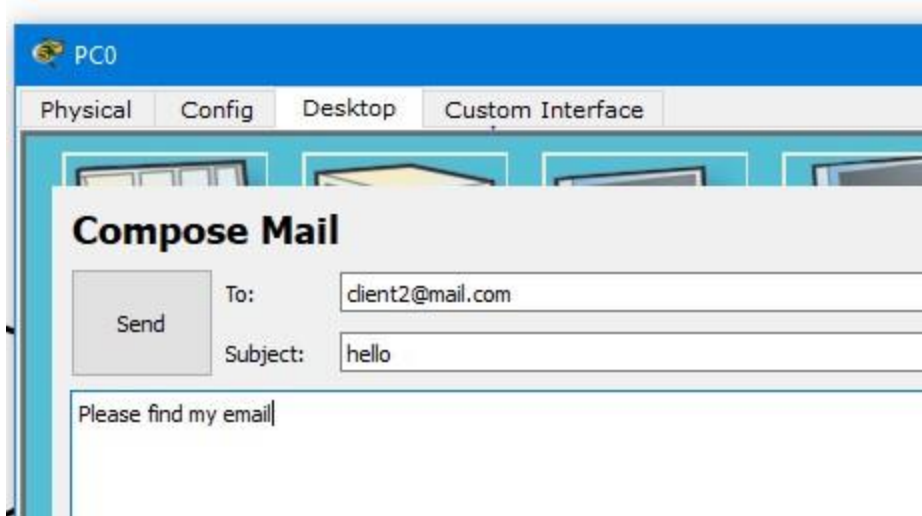 PC0
Physical Config Desktop Custom Interface
Compose Mail
Send
To: client2@mail.com
Subject: hello
Please find my email